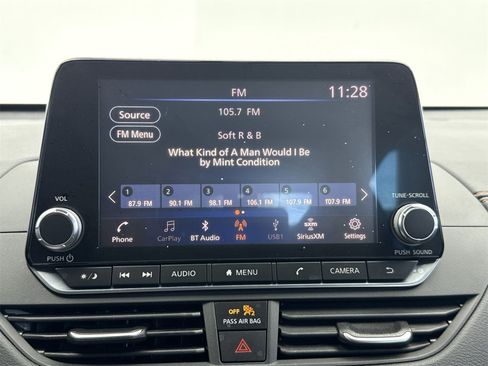 FM
11:28
Source
105.7 FM
FM Menu
Soft R & B
What Kind of A Man Would I Be
by Mint Condition
VOL
TUNE•SCROLL
1 2 3 4 5 6
87.9 FM 90.1 FM 98.1 FM 106.1 FM 107.9 FM 107.9 FM
Phone CarPlay BT Audio FM USB1 SiriusXM Settings
PUSH
PUSH SOUND
AUDIO MENU CAMERA
OFF
PASS AIR BAG